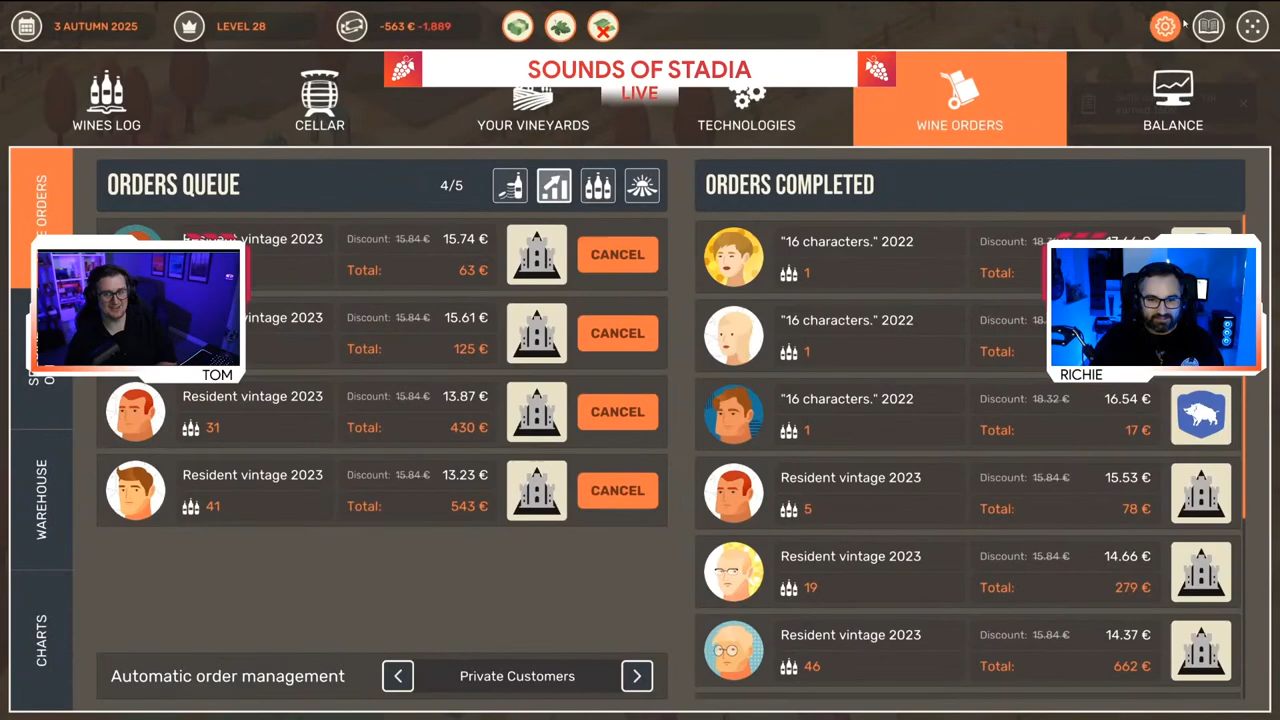 3 AUTUMN 2025
LEVEL 28
-563 € -1,889
SOUNDS OF STADIA
LIVE
WINES LOG
CELLAR
YOUR VINEYARDS
TECHNOLOGIES
WINE ORDERS
BALANCE
ORDERS QUEUE
4/5
vintage 2023
Discount: 15.84 € 15.74 €
Total: 63 €
CANCEL
vintage 2023
Discount: 15.84 € 15.61 €
Total: 125 €
CANCEL
Resident vintage 2023
31
Discount: 15.84 € 13.87 €
Total: 430 €
CANCEL
Resident vintage 2023
41
Discount: 15.84 € 13.23 €
Total: 543 €
CANCEL
Automatic order management
Private Customers
ORDERS COMPLETED
"16 characters." 2022
1
Discount:
Total:
"16 characters." 2022
1
Discount:
Total:
"16 characters." 2022
1
Discount: 18.32 € 16.54 €
Total: 17 €
Resident vintage 2023
5
Discount: 15.84 € 15.53 €
Total: 78 €
Resident vintage 2023
19
Discount: 15.84 € 14.66 €
Total: 279 €
Resident vintage 2023
46
Discount: 15.84 € 14.37 €
Total: 662 €
ORDERS
WAREHOUSE
CHARTS
TOM
RICHIE